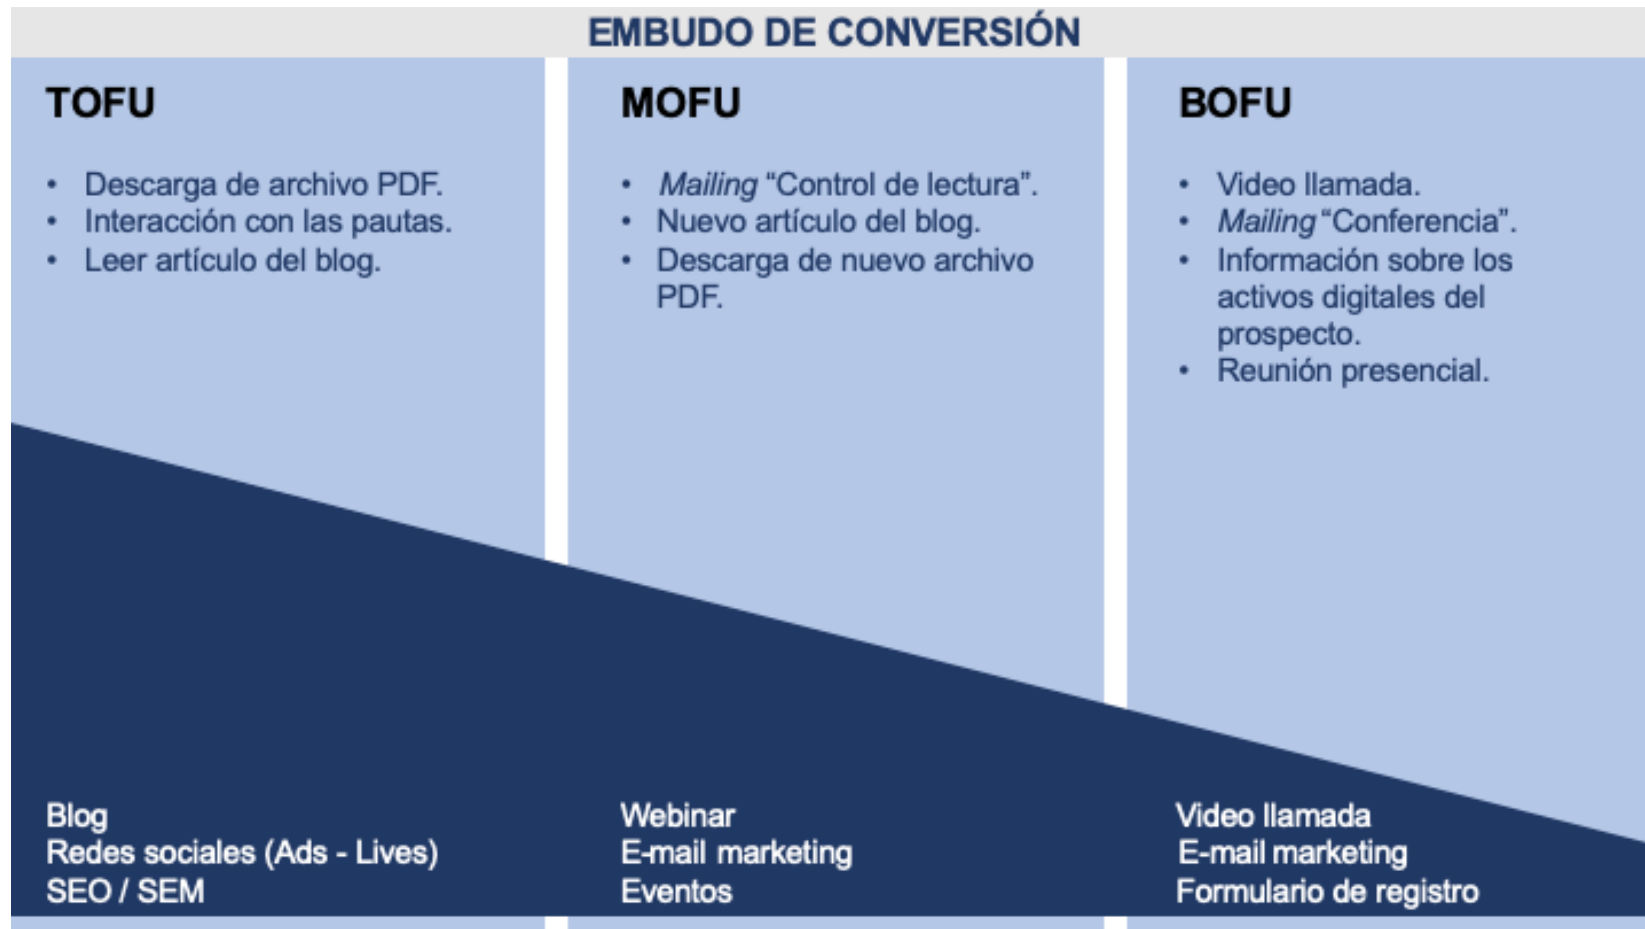 EMBUDO DE CONVERSIÓN
TOFU
• Descarga de archivo PDF.
• Interacción con las pautas.
• Leer artículo del blog.
Blog
Redes sociales (Ads - Lives)
SEO / SEM
MOFU
• Mailing “Control de lectura”.
• Nuevo artículo del blog.
• Descarga de nuevo archivo
PDF.
Webinar
E-mail marketing
Eventos
BOFU
• Video llamada.
• Mailing “Conferencia”.
• Información sobre los
activos digitales del
prospecto.
• Reunión presencial.
Video llamada
E-mail marketing
Formulario de registro